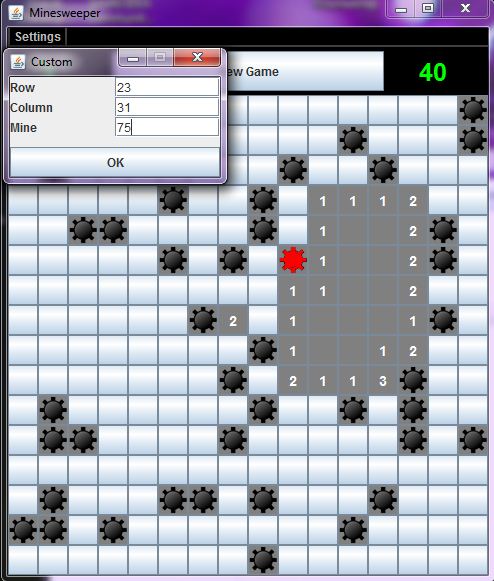 Minesweeper
Settings
Custom
ew Game
40
Row 23
Column 31
Mine 75
OK
1 1 1 2
1 2
1 2
1 1 2
2 1 1
1 1 2
2 1 1 3